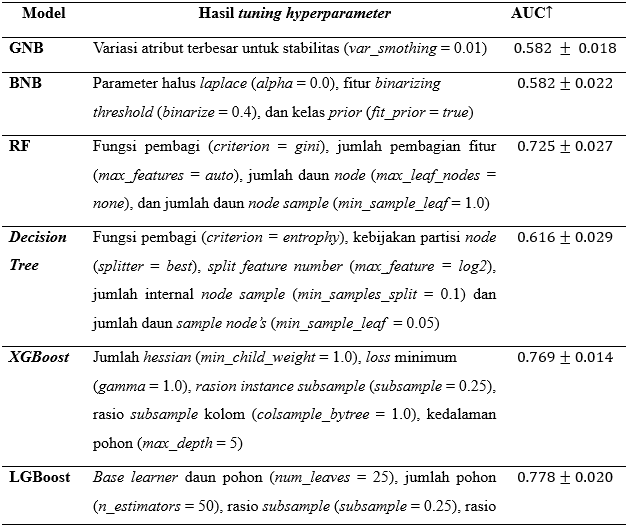 Model Hasil tuning hyperparameter AUC↑
GNB Variasi atribut terbesar untuk stabilitas (var_smothing = 0.01) 0.582 ± 0.018
BNB Parameter halus laplace (alpha = 0.0), fitur binarizing 0.582 ± 0.022
threshold (binarize = 0.4), dan kelas prior (fit_prior = true)
RF Fungsi pembagi (criterion = gini), jumlah pembagian fitur 0.725 ± 0.027
(max_features = auto), jumlah daun node (max_leaf_nodes =
none), dan jumlah daun node sample (min_sample_leaf = 1.0)
Decision Fungsi pembagi (criterion = entrophy), kebijakan partisi node 0.616 ± 0.029
Tree (splitter = best), split feature number (max_feature = log2),
jumlah internal node sample (min_samples_split = 0.1) dan
jumlah daun sample node's (min_sample_leaf = 0.05)
XGBoost Jumlah hessian (min_child_weight = 1.0), loss minimum 0.769 ± 0.014
(gamma = 1.0), rasion instance subsample (subsample = 0.25),
rasio subsample kolom (colsample_bytree = 1.0), kedalaman
pohon (max_depth = 5)
LGBoost Base learner daun pohon (num_leaves = 25), jumlah pohon 0.778 ± 0.020
(n_estimators = 50), rasio subsample (subsample = 0.25), rasio